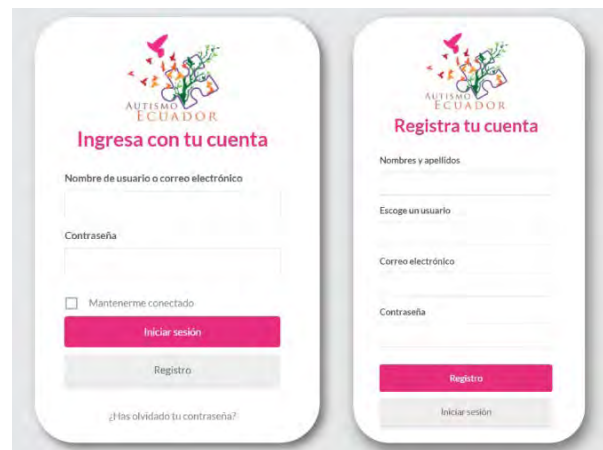 AUTISMO
ECUADOR
Ingresa con tu cuenta
Nombre de usuario o correo electrónico
Contraseña
Mantenerme conectado
Iniciar sesión
Registro
¿Has olvidado tu contraseña?
AUTISMO
ECUADOR
Registra tu cuenta
Nombres y apellidos
Escoge un usuario
Correo electrónico
Contraseña
Registro
Iniciar sesión